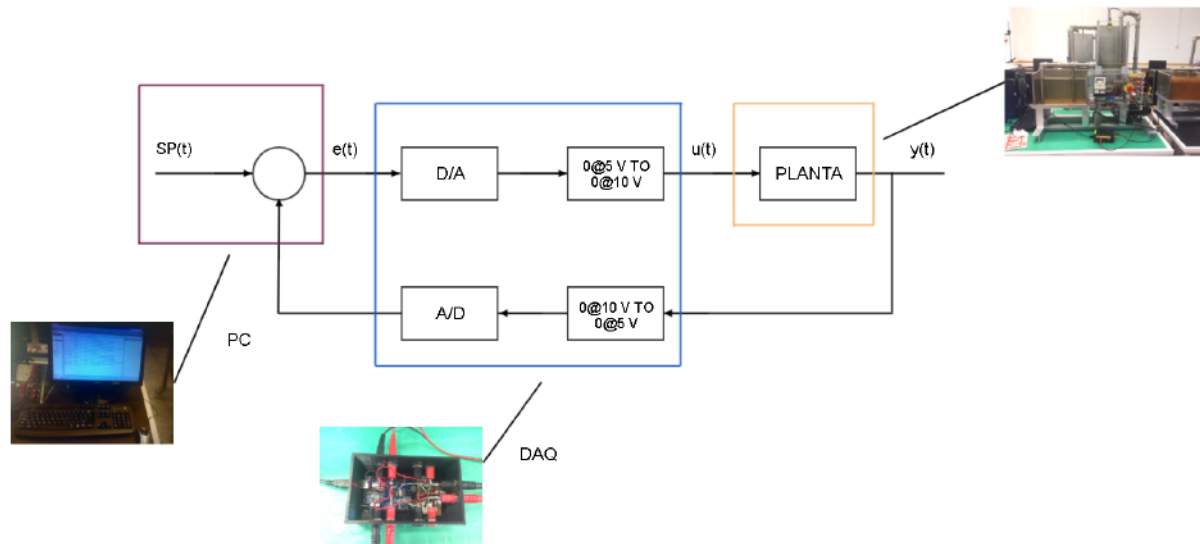 SP(t)
e(t)
D/A
0@5 V TO
0@10 V
u(t)
PLANTA
y(t)
A/D
0@10 V TO
0@5 V
PC
DAQ